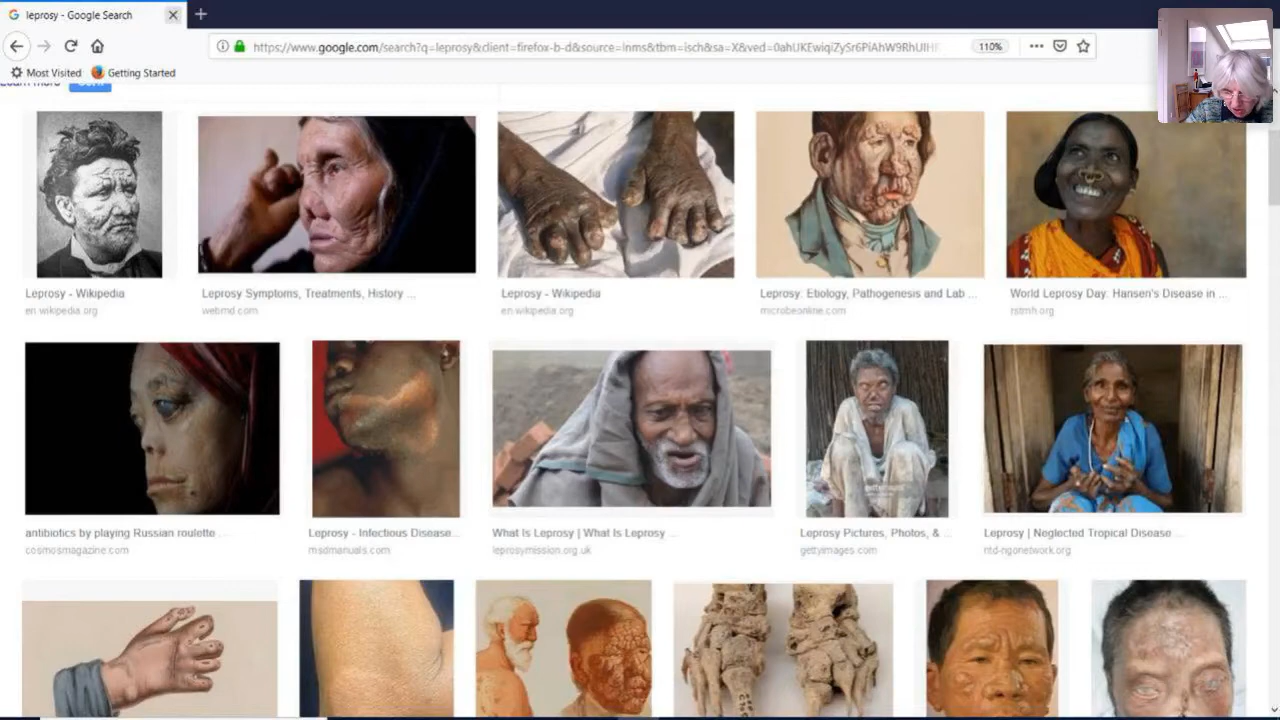 leprosy - Google Search
https://www.google.com/search?q=leprosy&client=firefox-b-d&source=lnms&tbm=isch&sa=X&ved=
110%
Most Visited
Getting Started
Learn more
Got it
Leprosy - Wikipedia
en.wikipedia.org
Leprosy Symptoms, Treatments, History ...
webmd.com
Leprosy - Wikipedia
en.wikipedia.org
Leprosy: Etiology, Pathogenesis and Lab ...
microbeonline.com
World Leprosy Day: Hansen's Disease in ...
rstmh.org
antibiotics by playing Russian roulette ...
cosmosmagazine.com
Leprosy - Infectious Disease...
msdmanuals.com
What Is Leprosy | What Is Leprosy ...
leprosymission.org.uk
Leprosy Pictures, Photos, & ...
gettyimages.com
Leprosy | Neglected Tropical Disease ...
ntd-ngonetwork.org